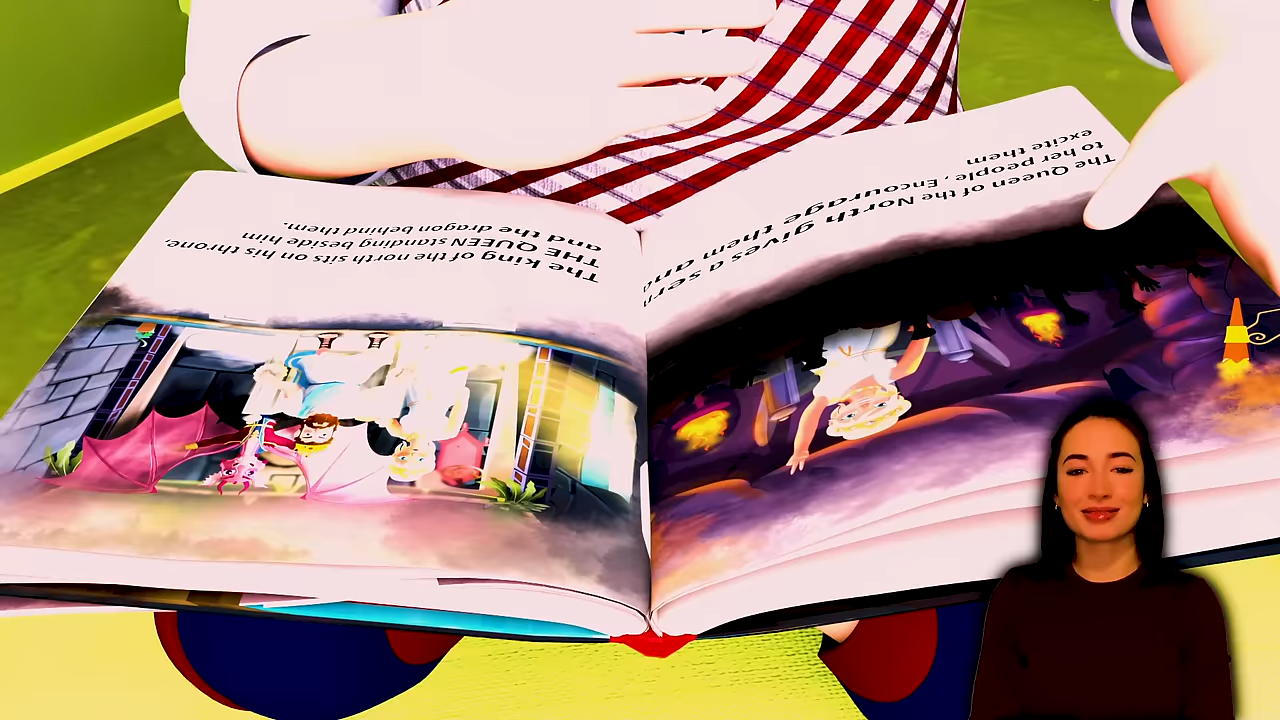 The Queen of the North gives a
to her people , Encourage them and
excite them
The king of the north sits on his throne,
THE QUEEN standing beside him
and the dragon behind them.